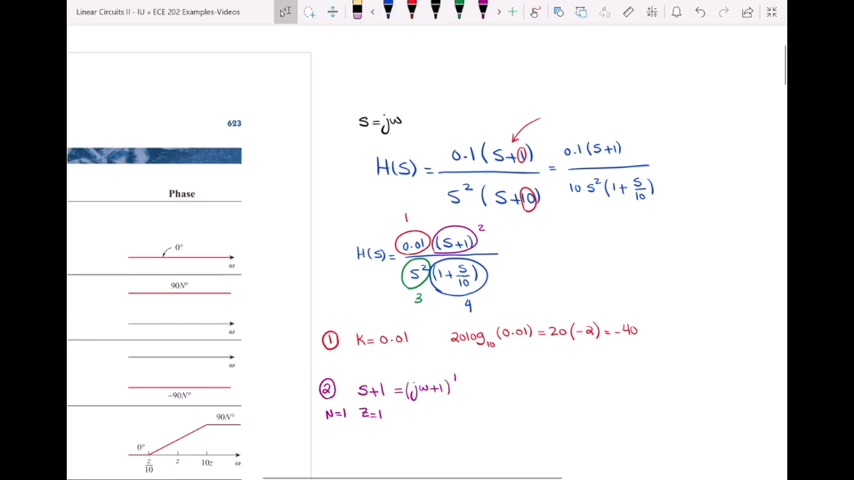 Linear Circuits II - IU » ECE 202 Examples-Videos
623
Phase
0°
ω
90N°
ω
ω
−90N°
90N°
0°
z/10 z 10z ω
S = jω
H(S) = 0.1(S+1) / S² (S+10) = 0.1(S+1) / 10 S² (1 + S/10)
1 2
H(S) = 0.01 (S+1) / S² (1 + S/10)
3 4
① K = 0.01 20log₁₀(0.01) = 20(-2) = -40
② S+1 = (jω+1)¹
N=1 Z=1